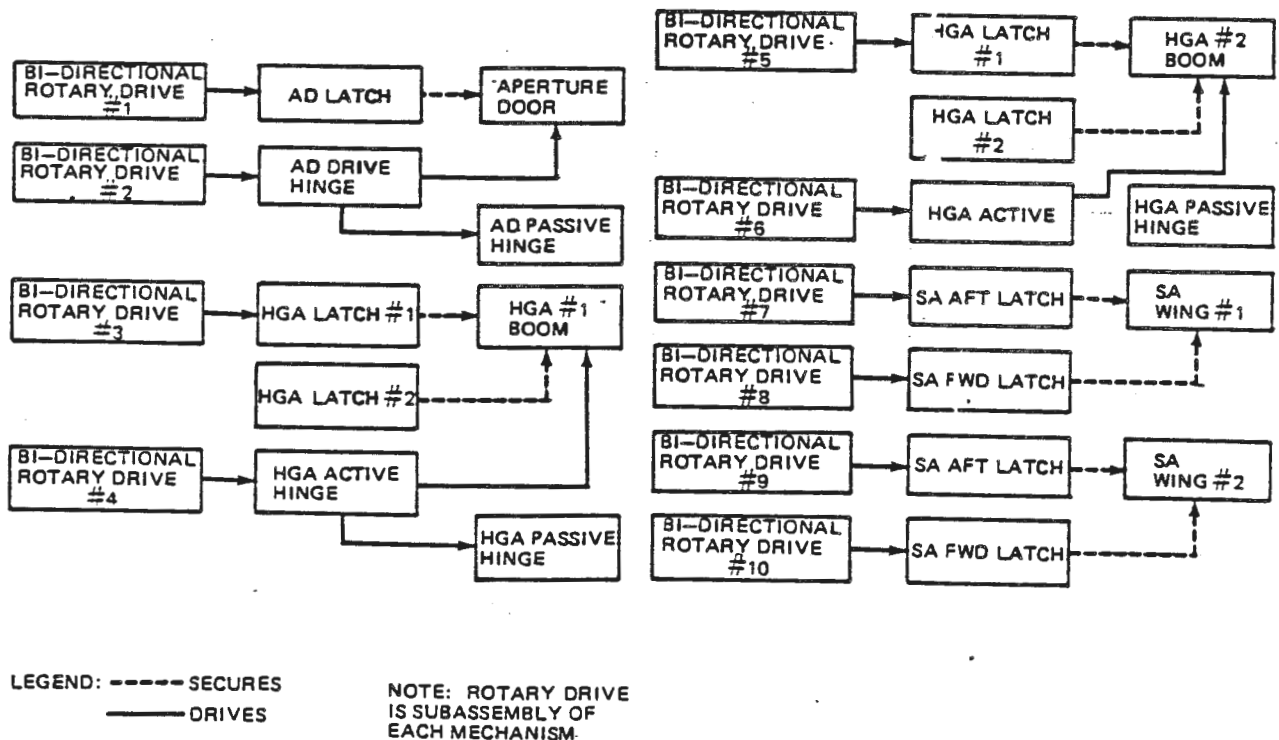 BI-DIRECTIONAL
ROTARY DRIVE
#1
AD LATCH
APERTURE
DOOR
BI-DIRECTIONAL
ROTARY DRIVE
#2
AD DRIVE
HINGE
AD PASSIVE
HINGE
BI-DIRECTIONAL
ROTARY DRIVE
#3
HGA LATCH #1
HGA #1
BOOM
HGA LATCH #2
BI-DIRECTIONAL
ROTARY DRIVE
#4
HGA ACTIVE
HINGE
HGA PASSIVE
HINGE
BI-DIRECTIONAL
ROTARY DRIVE
#5
HGA LATCH
#1
HGA #2
BOOM
HGA LATCH
#2
BI-DIRECTIONAL
ROTARY DRIVE
#6
HGA ACTIVE
HGA PASSIVE
HINGE
BI-DIRECTIONAL
ROTARY DRIVE
#7
SA AFT LATCH
SA
WING #1
BI-DIRECTIONAL
ROTARY DRIVE
#8
SA FWD LATCH
BI-DIRECTIONAL
ROTARY DRIVE
#9
SA AFT LATCH
SA
WING #2
BI-DIRECTIONAL
ROTARY DRIVE
#10
SA FWD LATCH
LEGEND: SECURES
DRIVES
NOTE: ROTARY DRIVE
IS SUBASSEMBLY OF
EACH MECHANISM.